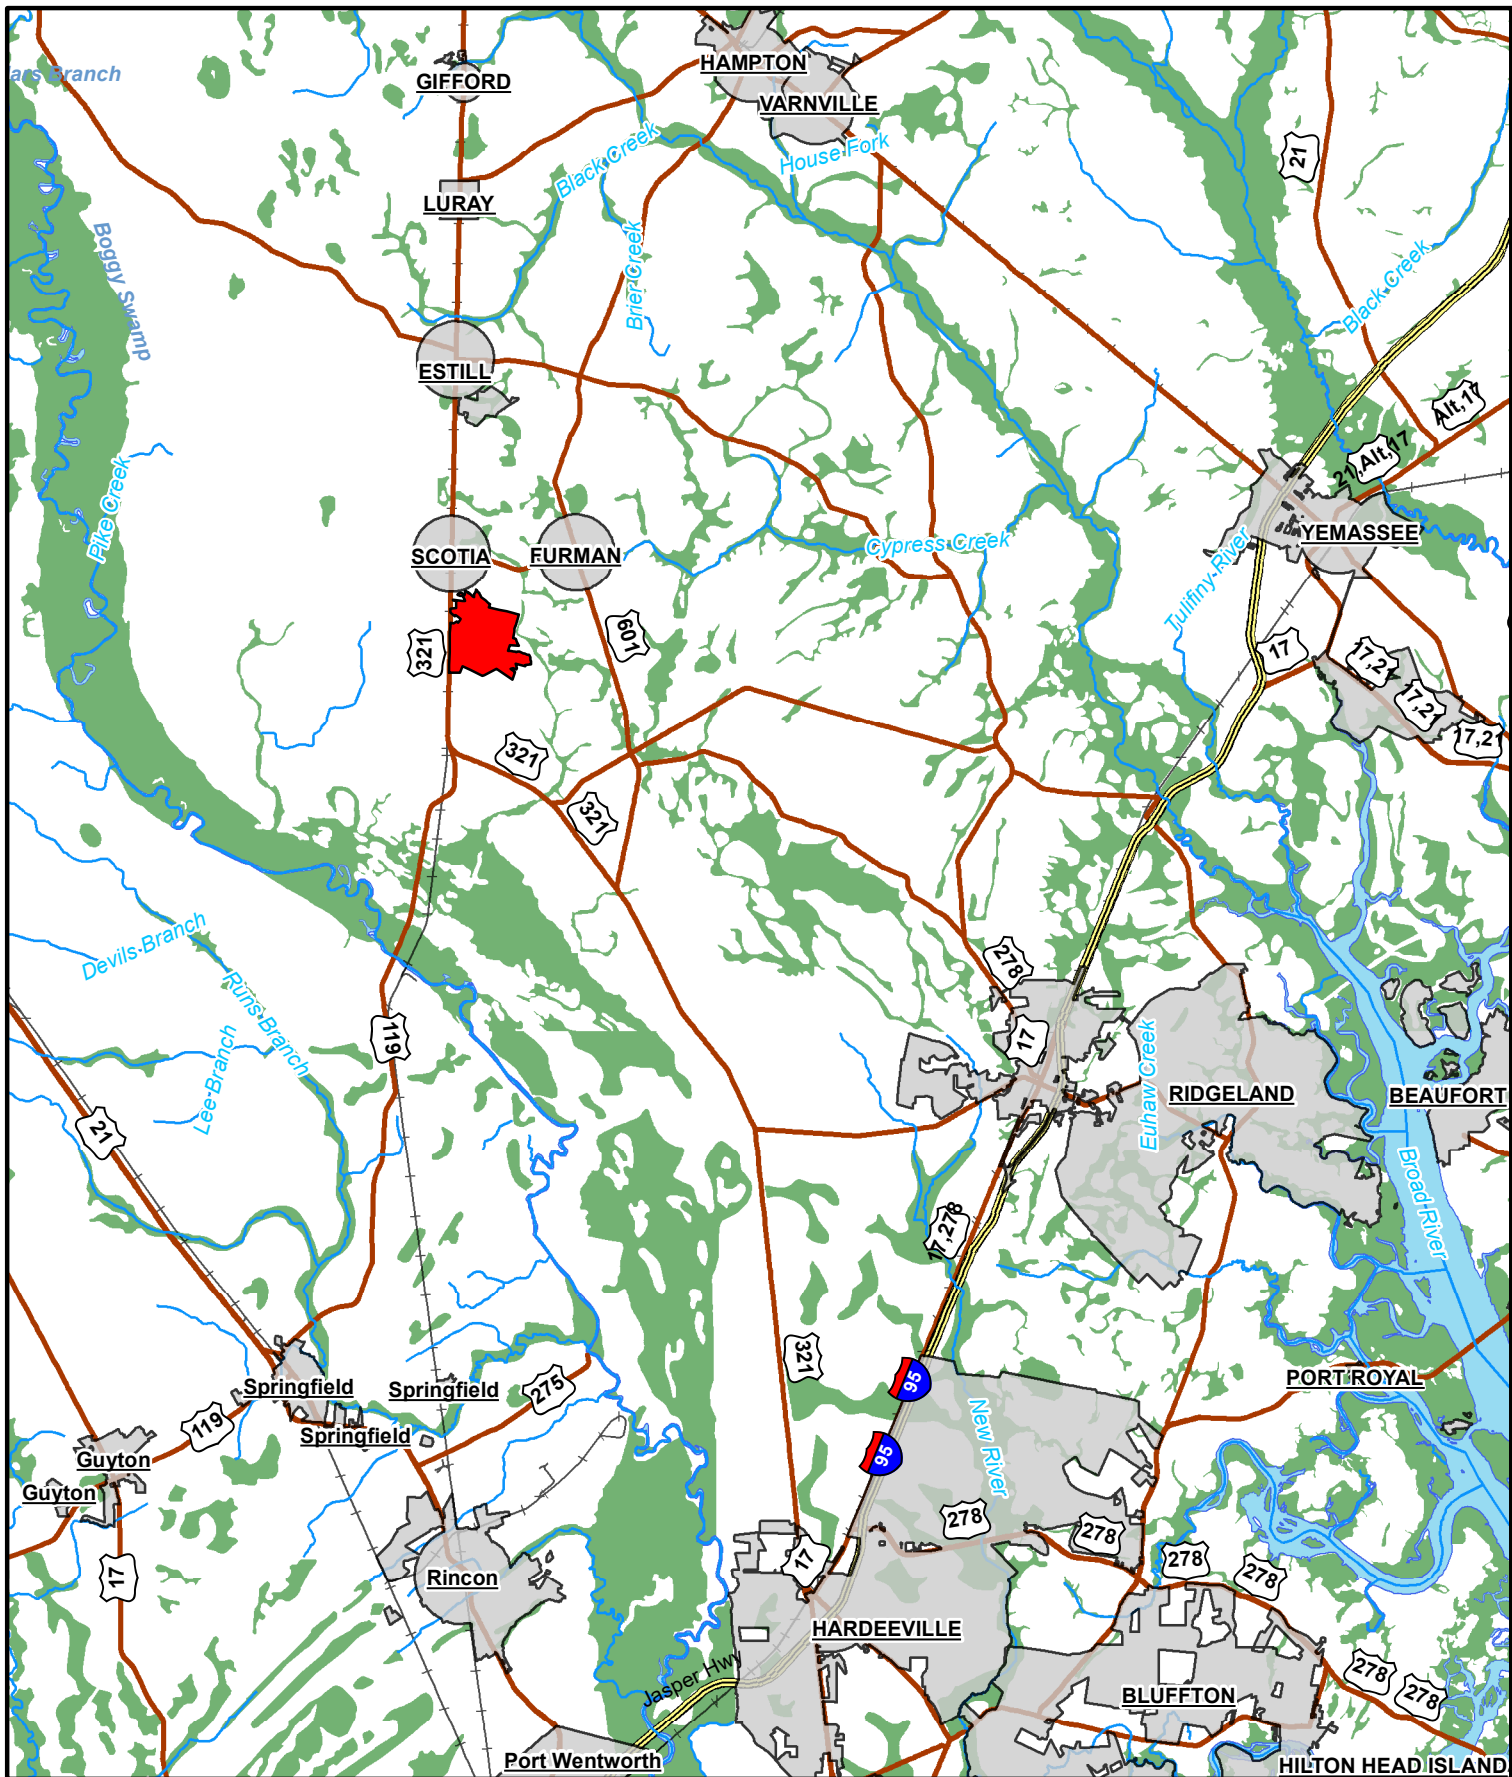 ars Branch
GIFFORD
HAMPTON
VARNVILLE
House Fork
Black Creek
21
LURAY
Boggy Swamp
Brier Creek
Black Creek
ESTILL
Alt,17
21,Alt,17
Pike Creek
SCOTIA
FURMAN
Cypress Creek
YEMASSEE
Tulifiny River
321
601
17
17,21
17,21
17,21
321
321
Devils-Branch
Runs-Branch
278
119
17
Lee-Branch
Euhaw Creek
RIDGELAND
BEAUFORT
21
Broad-River
17,278
321
95
Springfield
Springfield
275
PORT ROYAL
119
Springfield
New River
Guyton
95
Guyton
278
278
17
17
278
278
Rincon
HARDEEVILLE
Jasper Hwy
278
278
BLUFFTON
Port Wentworth
HILTON HEAD ISLAND